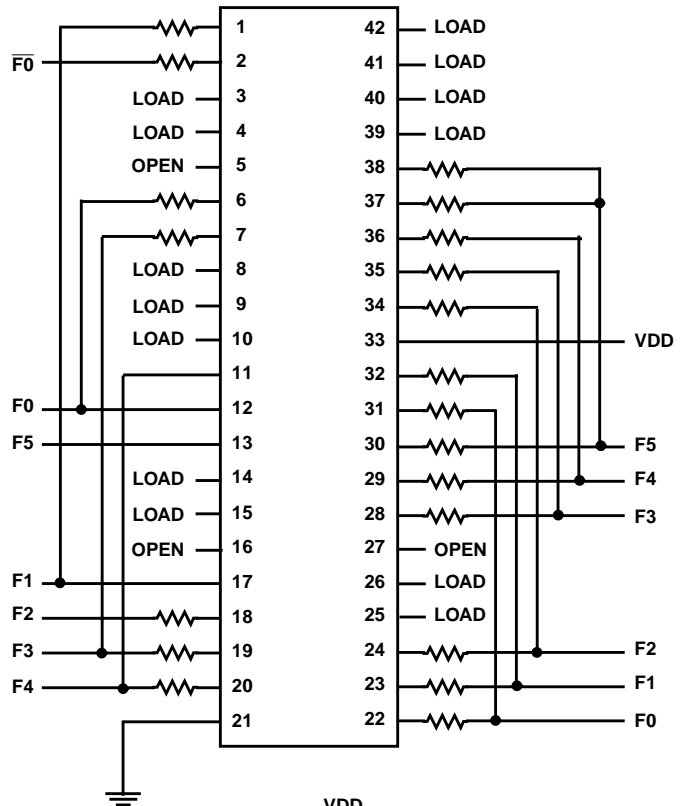 1 42 LOAD
F0 2 41 LOAD
LOAD 3 40 LOAD
LOAD 4 39 LOAD
OPEN 5 38
6 37
7 36
LOAD 8 35
LOAD 9 34
LOAD 10 33 VDD
11 32
F0 12 31
F5 13 30 F5
LOAD 14 29 F4
LOAD 15 28 F3
OPEN 16 27 OPEN
F1 17 26 LOAD
F2 18 25 LOAD
F3 19 24 F2
F4 20 23 F1
21 22 F0
VDD